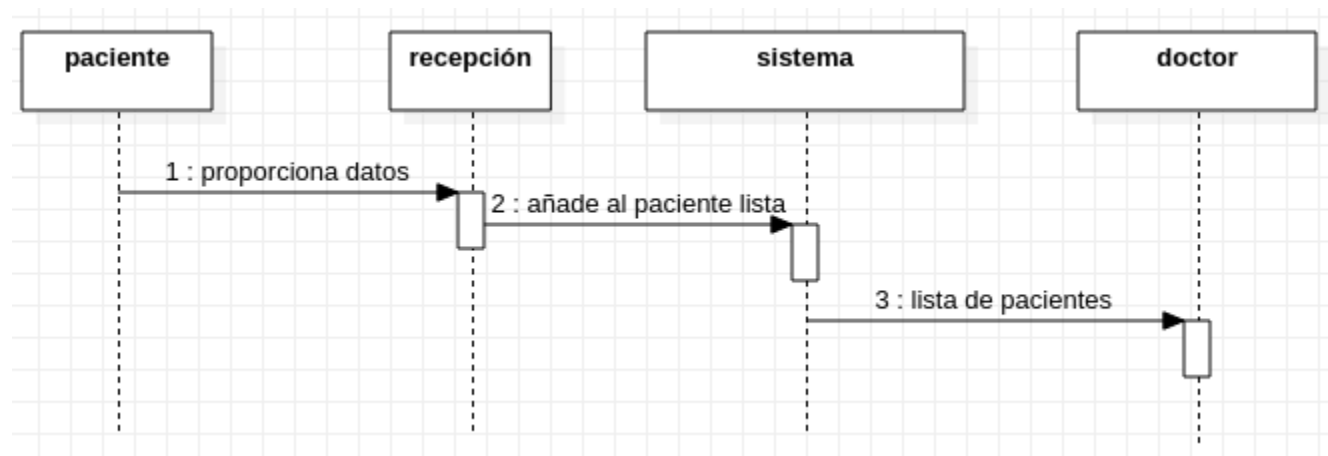 paciente
recepción
sistema
doctor
1 : proporciona datos
2 : añade al paciente lista
3 : lista de pacientes